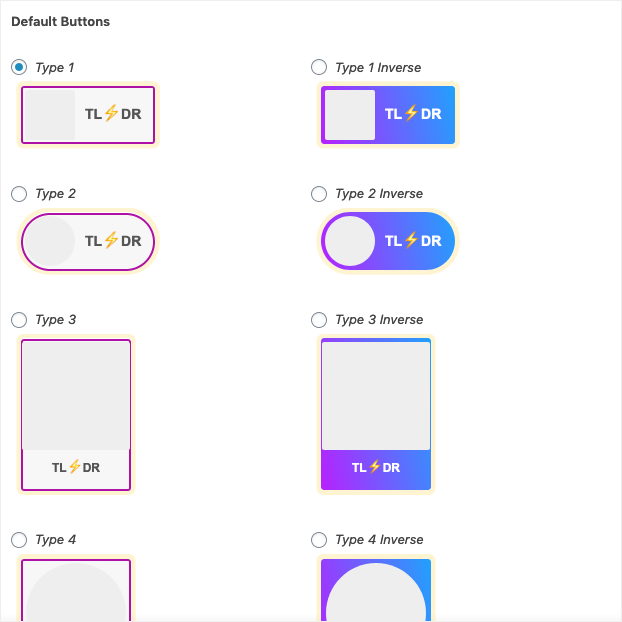 Default Buttons
Type 1
Type 1 Inverse
TL⚡DR
TL⚡DR
Type 2
Type 2 Inverse
TL⚡DR
TL⚡DR
Type 3
Type 3 Inverse
TL⚡DR
TL⚡DR
Type 4
Type 4 Inverse